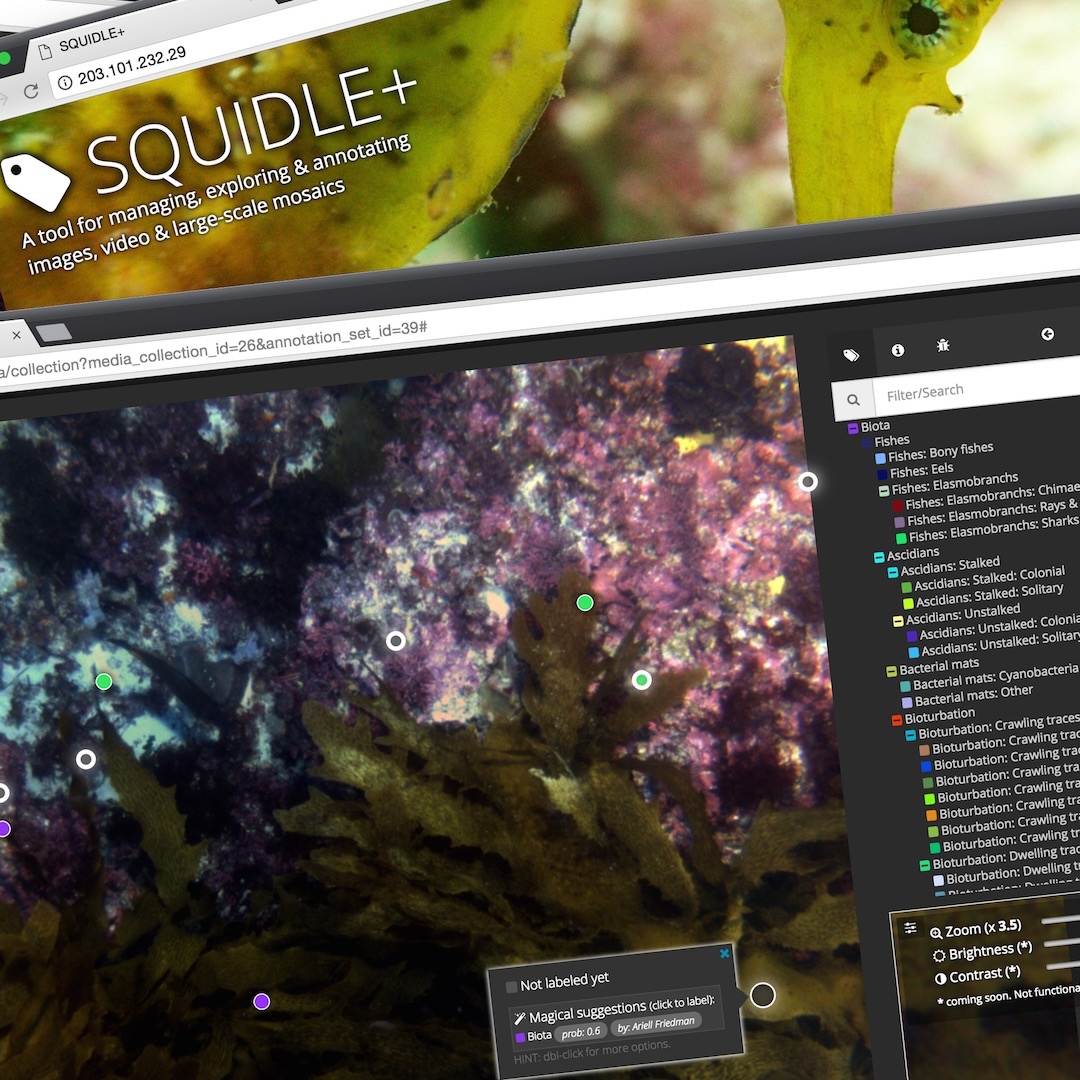 SQUIDLE+
203.101.232.29
SQUIDLE+
A tool for managing, exploring & annotating
images, video & large-scale mosaics
a/collection?media_collection_id=26&annotation_set_id=39#
Filter/Search
Biota
Fishes
Fishes: Bony fishes
Fishes: Eels
Fishes: Elasmobranchs
Fishes: Elasmobranchs: Chimae
Fishes: Elasmobranchs: Rays &
Fishes: Elasmobranchs: Sharks
Ascidians
Ascidians: Stalked
Ascidians: Stalked: Colonial
Ascidians: Stalked: Solitary
Ascidians: Unstalked
Ascidians: Unstalked: Colonia
Ascidians: Unstalked: Solitary
Bacterial mats
Bacterial mats: Cyanobacteria
Bacterial mats: Other
Bioturbation
Bioturbation: Crawling traces
Bioturbation: Crawling trac
Bioturbation: Crawling tra
Bioturbation: Crawling tra
Bioturbation: Crawling tra
Bioturbation: Crawling tra
Bioturbation: Crawling tra
Bioturbation: Crawling tra
Bioturbation: Dwelling trac
Bioturbation: Dwelling tra
Bioturbation: Dwelling tra
Zoom (x 3.5)
Brightness (*)
Contrast (*)
* coming soon. Not functiona
Not labeled yet
Magical suggestions (click to label):
Biota prob: 0.6 by: Ariell Friedman
HINT: dbl-click for more options.